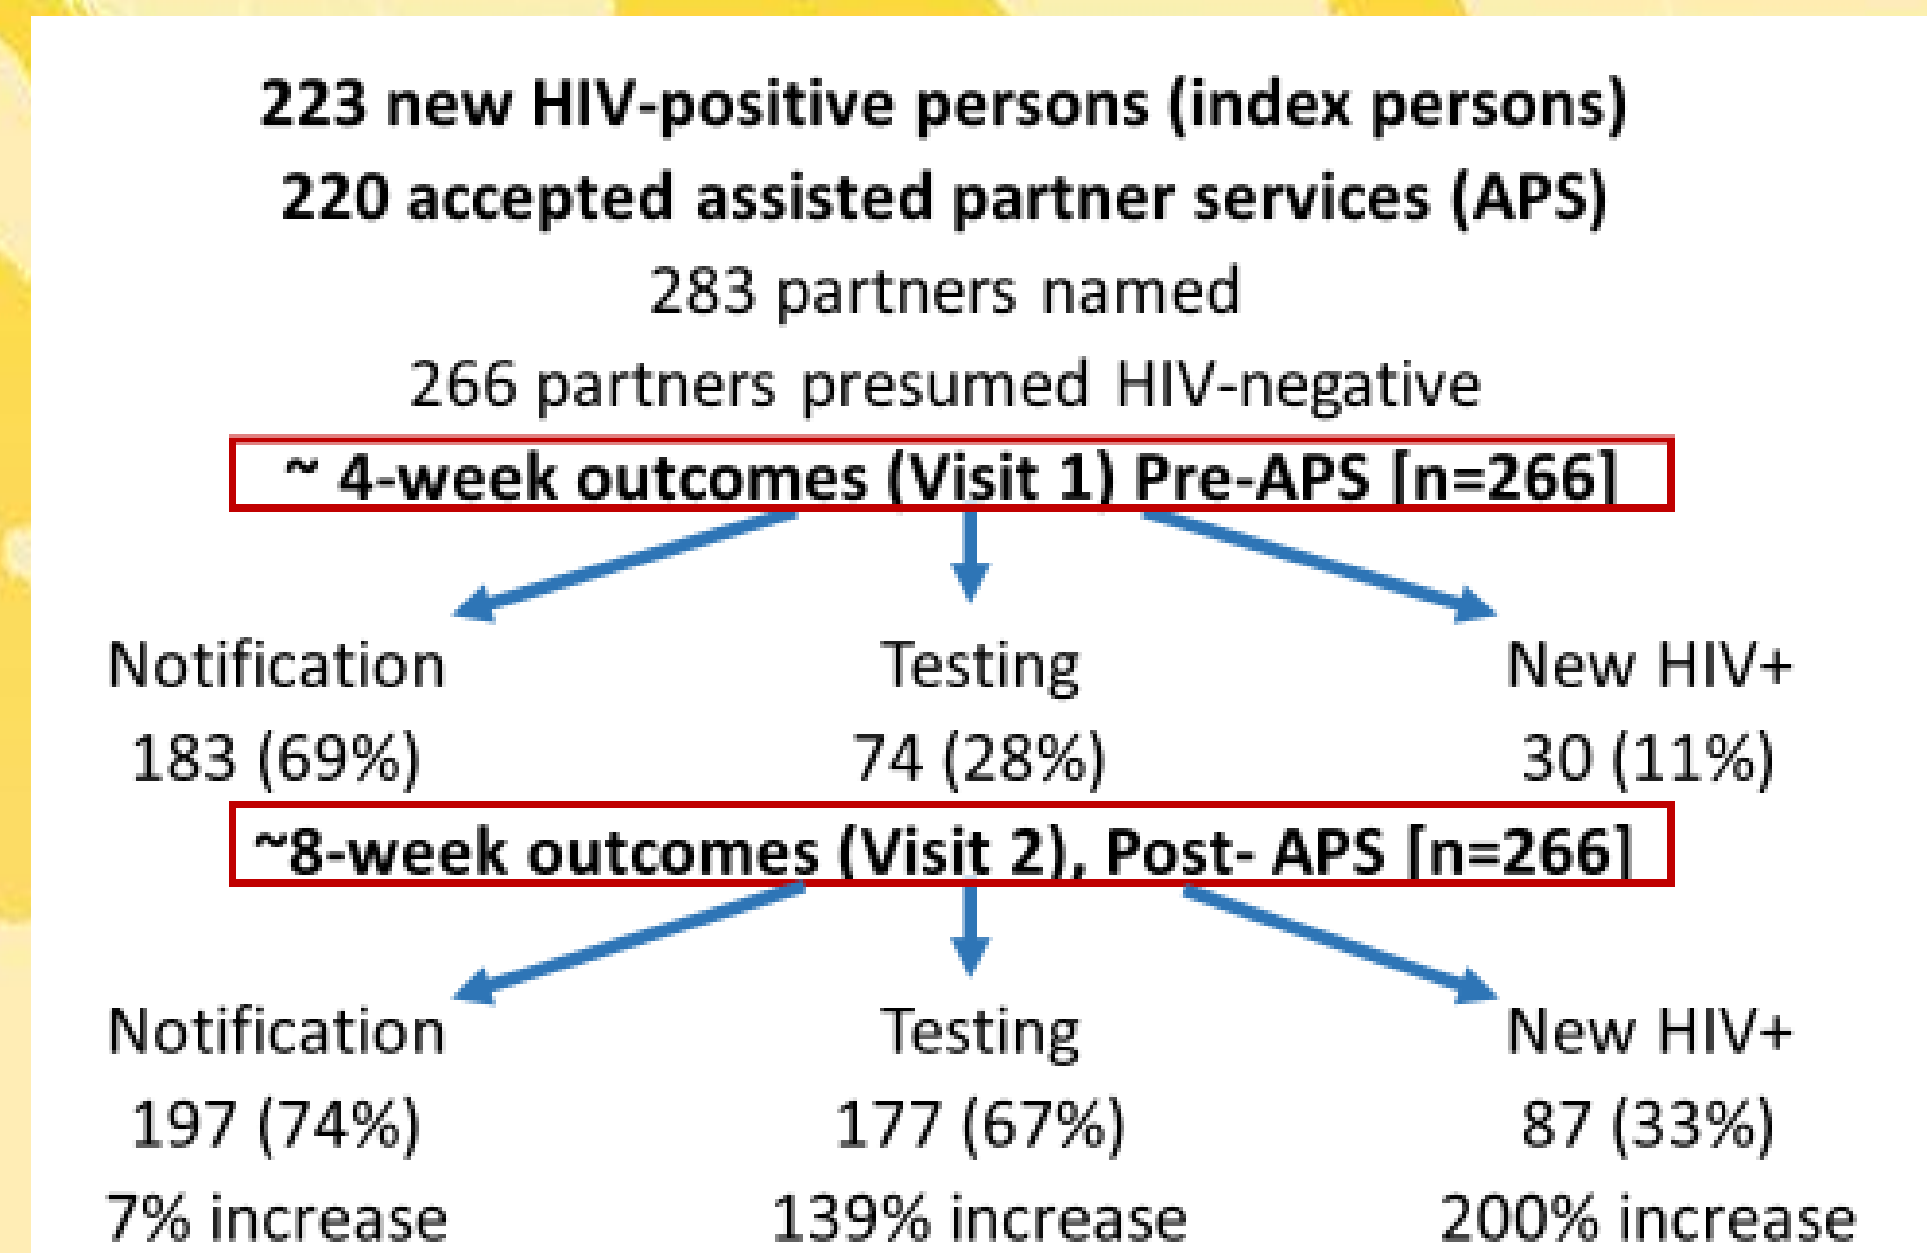 223 new HIV-positive persons (index persons)
220 accepted assisted partner services (APS)
283 partners named
266 partners presumed HIV-negative
~ 4-week outcomes (Visit 1) Pre-APS [n=266]
Notification Testing New HIV+
183 (69%) 74 (28%) 30 (11%)
~8-week outcomes (Visit 2), Post- APS [n=266]
Notification Testing New HIV+
197 (74%) 177 (67%) 87 (33%)
7% increase 139% increase 200% increase